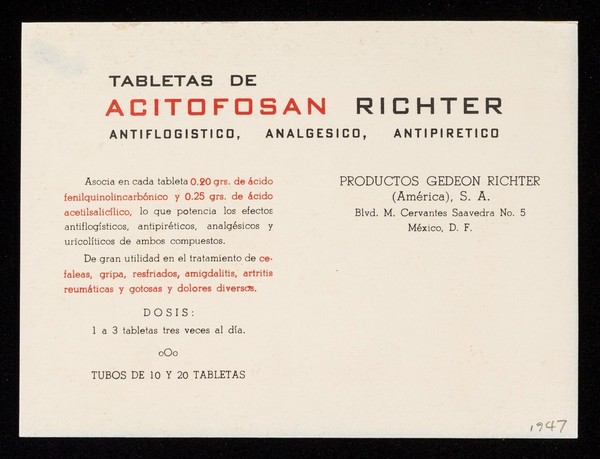 TABLETAS DE
ACITOFOSAN RICHTER
ANTIFLOGISTICO, ANALGESICO, ANTIPIRETICO
Asocia en cada tableta 0.20 grs. de ácido
fenilquinolincarbónico y 0.25 grs. de ácido
acetilsalicílico, lo que potencia los efectos
antiflogísticos, antipiréticos, analgésicos y
uricolíticos de ambos compuestos.
De gran utilidad en el tratamiento de ce-
faleas, gripa, resfriados, amigdalitis, artritis
reumáticas y gotosas y dolores diversos.
DOSIS:
1 a 3 tabletas tres veces al día.
oOo
TUBOS DE 10 Y 20 TABLETAS
PRODUCTOS GEDEON RICHTER
(América), S. A.
Blvd. M. Cervantes Saavedra No. 5
México, D. F.
1947